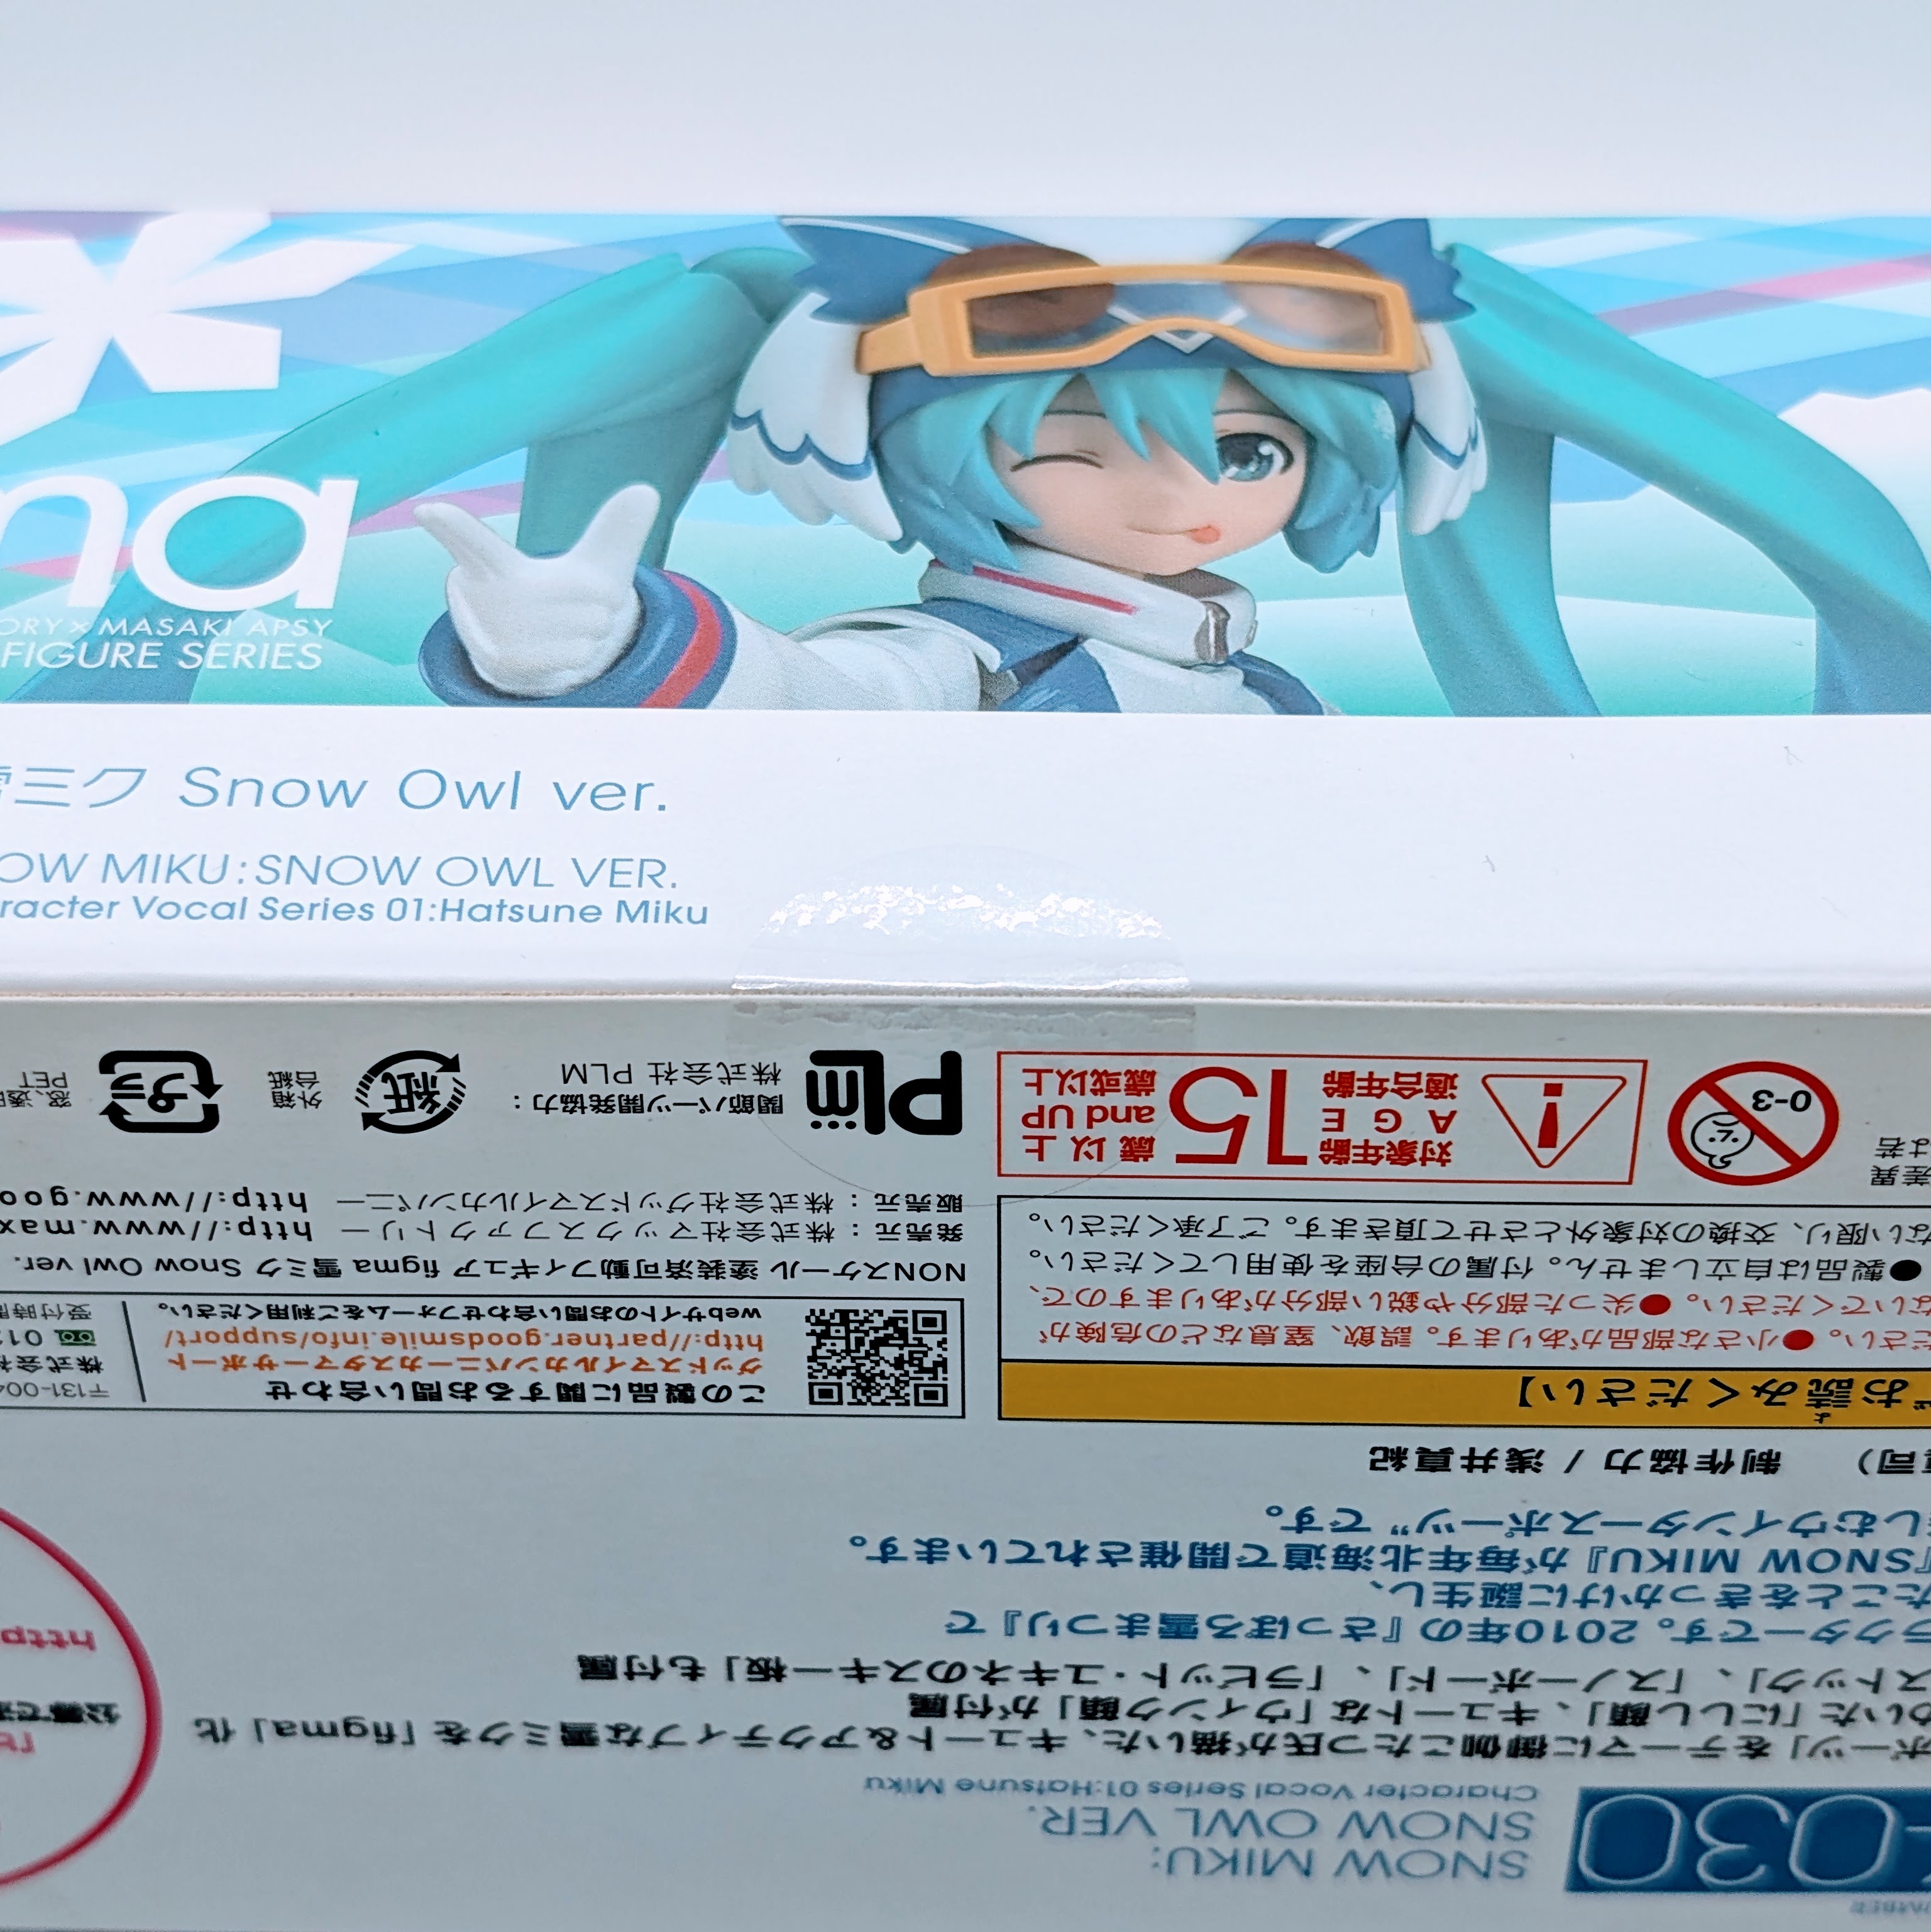 ma
ORY×MASAKI APSY
FIGURE SERIES
雪ミク Snow Owl ver.
OW MIKU:SNOW OWL VER.
racter Vocal Series 01:Hatsune Miku
030
SNOW MIKU:
SNOW OWL VER.
Character Vocal Series 01:Hatsune Miku
ポーツ」をテーマに御伽こたつ氏が描いた、キュート&アクティブな雪ミクを「figma」化
ついた「にしし顔」、キュートな「ウィンク顔」が付属
ストック」、「スノーボード」、「ラビット・ユキネのスキー板」も付属
ラクターです。2010年の『さっぽろ雪まつり』で
たことをきっかけに誕生し、
『SNOW MIKU』が毎年北海道で開催されています。
しむウィンタースポーツ”です。
司) 制作協力 / 浅井真紀
お読みください】
ださい。●小さな部品があります。誤飲、窒息などの危険が
ないでください。●尖った部分や鋭い部分がありますので、
●製品は自立しません。付属の台座を使用してください。
ない限り、交換の対象外とさせて頂きます。ご了承ください。
0-3
対象年齢
AGE
適合年齢
15
歳以上
and UP
歳或以上
この製品に関するお問い合わせ
グッドスマイルカンパニーカスタマーサポート
http://partner.goodsmile.info/support/
webサイトのお問い合わせフォームをご利用ください。
〒131-004
株式会社
012
受付時間
NONスケール 塗装済可動フィギュア figma 雪ミク Snow Owl ver.
発売元：株式会社マックスファクトリー http://www.max
販売元：株式会社グッドスマイルカンパニー http://www.goo
PLM
関節パーツ開発協力：
株式会社 PLM
紙
外箱
台紙
プラ
PET
http